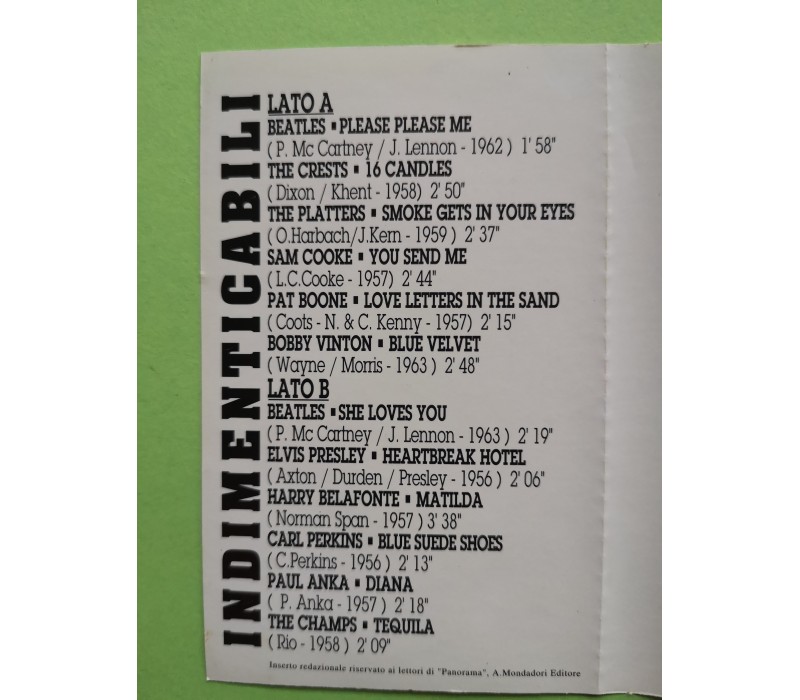 INDIMENTICABILI
LATO A
BEATLES ▪ PLEASE PLEASE ME
( P. Mc Cartney / J. Lennon - 1962 ) 1' 58"
THE CRESTS ▪ 16 CANDLES
( Dixon / Khent - 1958) 2' 50"
THE PLATTERS ▪ SMOKE GETS IN YOUR EYES
( O.Harbach/J.Kern - 1959 ) 2' 37"
SAM COOKE ▪ YOU SEND ME
( L.C.Cooke - 1957) 2' 44"
PAT BOONE ▪ LOVE LETTERS IN THE SAND
( Coots - N. & C. Kenny - 1957) 2' 15"
BOBBY VINTON ▪ BLUE VELVET
( Wayne / Morris - 1963 ) 2' 48"
LATO B
BEATLES ▪ SHE LOVES YOU
( P. Mc Cartney / J. Lennon - 1963 ) 2' 19"
ELVIS PRESLEY ▪ HEARTBREAK HOTEL
( Axton / Durden / Presley - 1956 ) 2' 06"
HARRY BELAFONTE ▪ MATILDA
( Norman Span - 1957 ) 3' 38"
CARL PERKINS ▪ BLUE SUEDE SHOES
( C.Perkins - 1956 ) 2' 13"
PAUL ANKA ▪ DIANA
( P. Anka - 1957 ) 2' 18"
THE CHAMPS ▪ TEQUILA
( Rio - 1958 ) 2' 09"
Inserto redazionale riservato ai lettori di "Panorama", A.Mondadori Editore